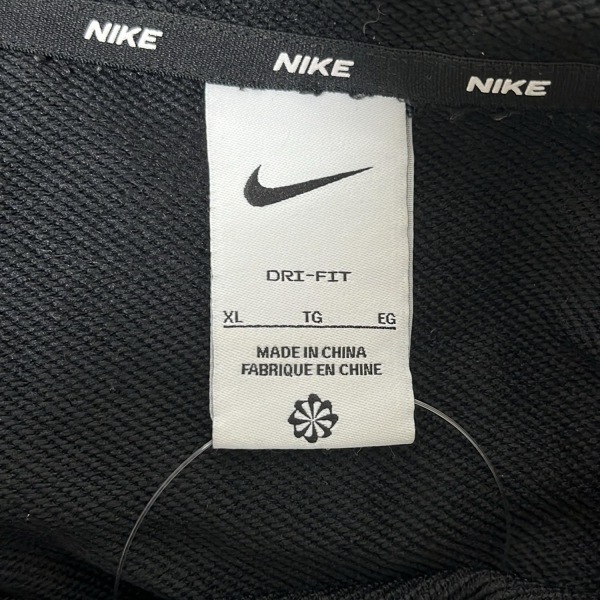 NIKE NIKE NIKE
DRI-FIT
XL TG EG
MADE IN CHINA
FABRIQUE EN CHINE